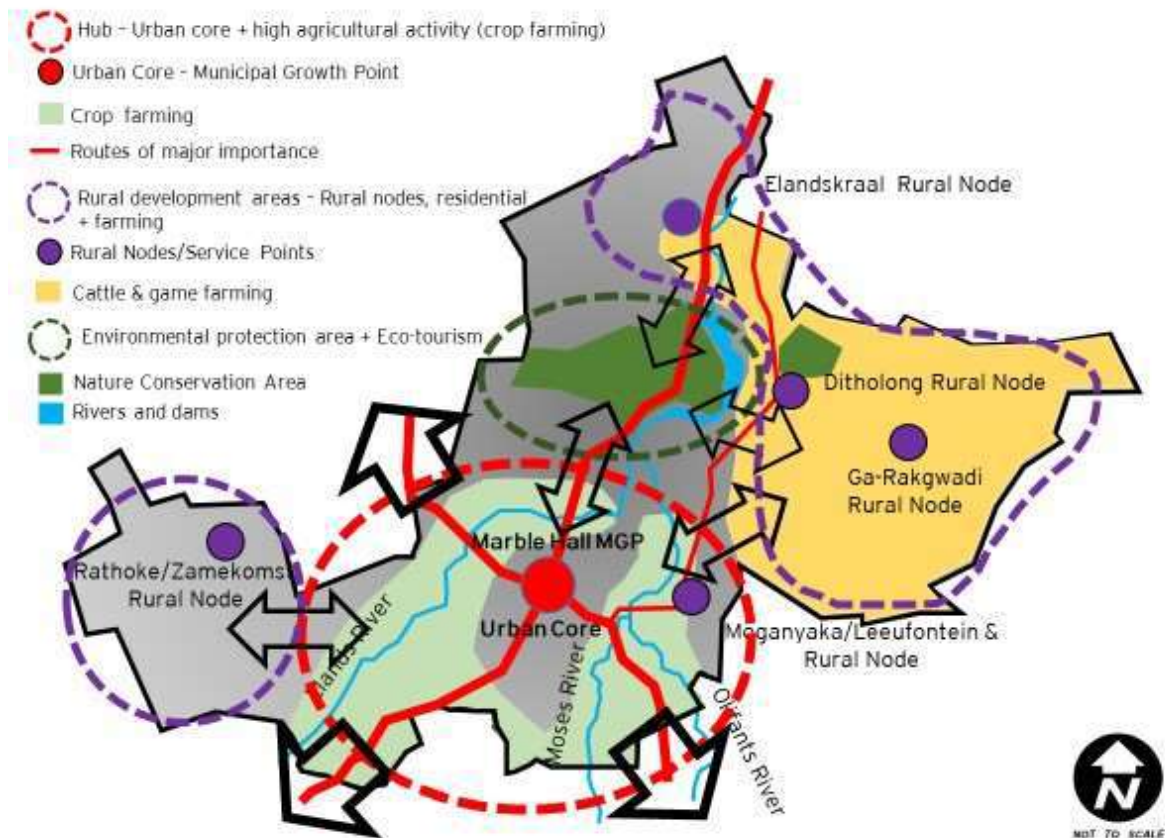 Hub – Urban core + high agricultural activity (crop farming)
Urban Core - Municipal Growth Point
Crop farming
Routes of major importance
Rural development areas – Rural nodes, residential
+ farming
Rural Nodes/Service Points
Cattle & game farming
Environmental protection area + Eco-tourism
Nature Conservation Area
Rivers and dams
Elandskraal Rural Node
Ditholong Rural Node
Ga-Rakgwadi
Rural Node
Marble Hall MGP
Urban Core
Rathoke/Zamekomst
Rural Node
Moganyaka/Leeufontein &
Rural Node
Elands River
Moses River
Olifants River
N
NOT TO SCALE